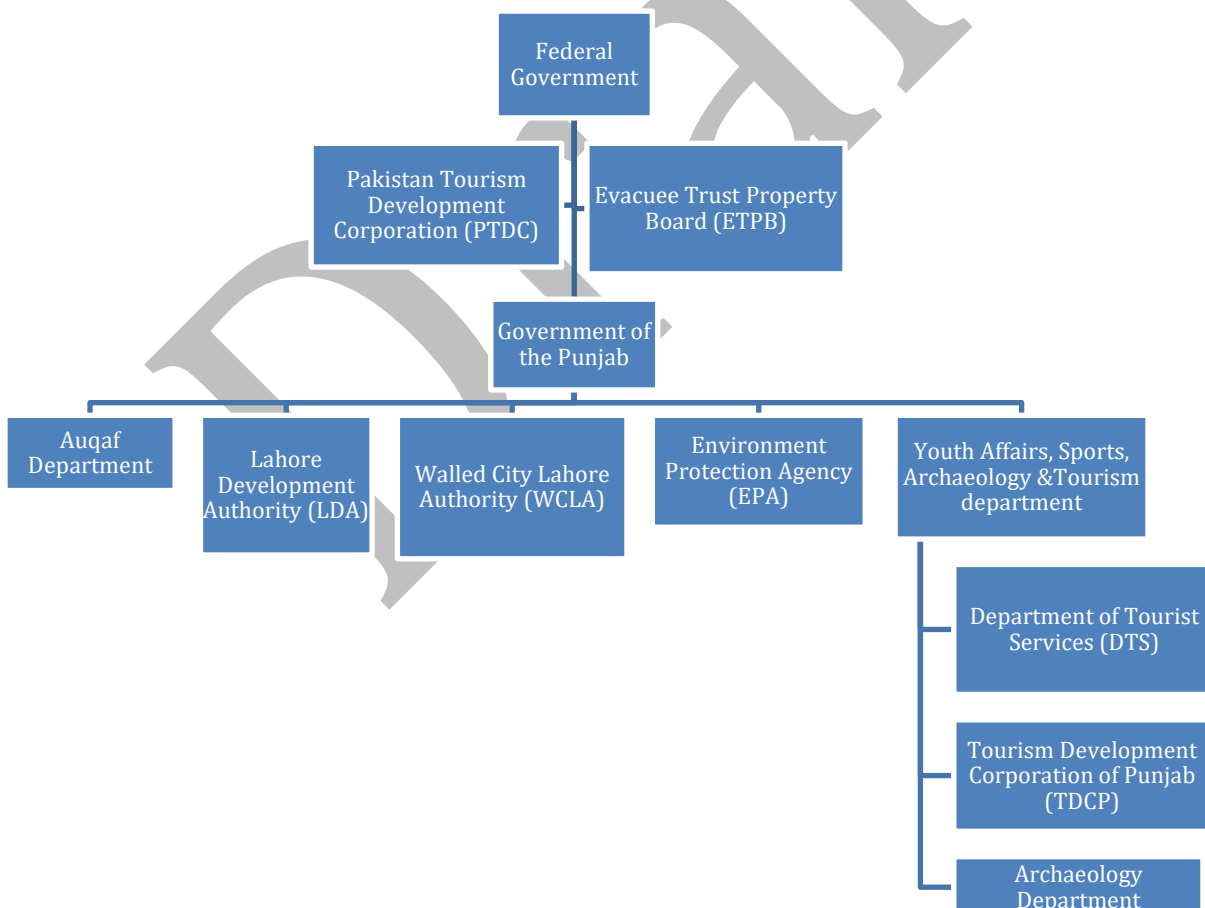 Federal
Government
Pakistan Tourism
Development
Corporation (PTDC)
Evacuee Trust Property
Board (ETPB)
Government of
the Punjab
Auqaf
Department
Lahore
Development
Authority (LDA)
Walled City Lahore
Authority (WCLA)
Environment
Protection Agency
(EPA)
Youth Affairs, Sports,
Archaeology &Tourism
department
Department of Tourist
Services (DTS)
Tourism Development
Corporation of Punjab
(TDCP)
Archaeology
Department